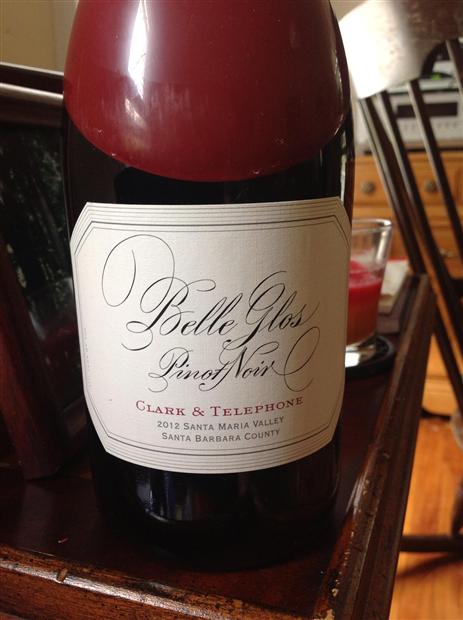 Belle Glos
Pinot Noir
CLARK & TELEPHONE
2012 SANTA MARIA VALLEY
SANTA BARBARA COUNTY